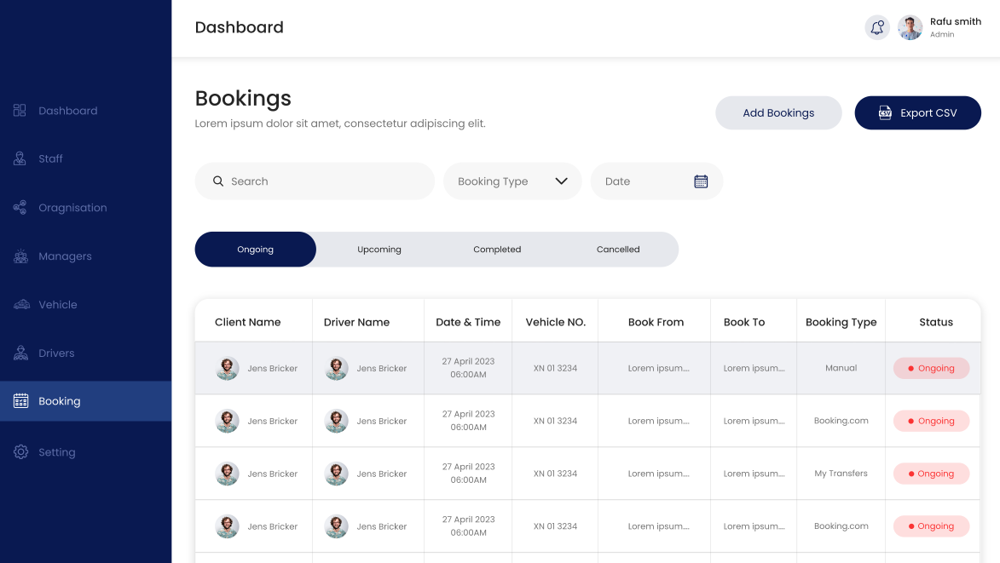 Dashboard
Rafu smith
Admin
Dashboard
Staff
Oragnisation
Managers
Vehicle
Drivers
Booking
Setting
Bookings
Lorem ipsum dolor sit amet, consectetur adipiscing elit.
Add Bookings
CSV Export CSV
Search
Booking Type
Date
Ongoing Upcoming Completed Cancelled
Client Name Driver Name Date & Time Vehicle NO. Book From Book To Booking Type Status
Jens Bricker Jens Bricker 27 April 2023 06:00AM XN 01 3234 Lorem ipsum.... Lorem ipsum.... Manual Ongoing
Jens Bricker Jens Bricker 27 April 2023 06:00AM XN 01 3234 Lorem ipsum.... Lorem ipsum.... Booking.com Ongoing
Jens Bricker Jens Bricker 27 April 2023 06:00AM XN 01 3234 Lorem ipsum.... Lorem ipsum.... My Transfers Ongoing
Jens Bricker Jens Bricker 27 April 2023 06:00AM XN 01 3234 Lorem ipsum.... Lorem ipsum.... Booking.com Ongoing